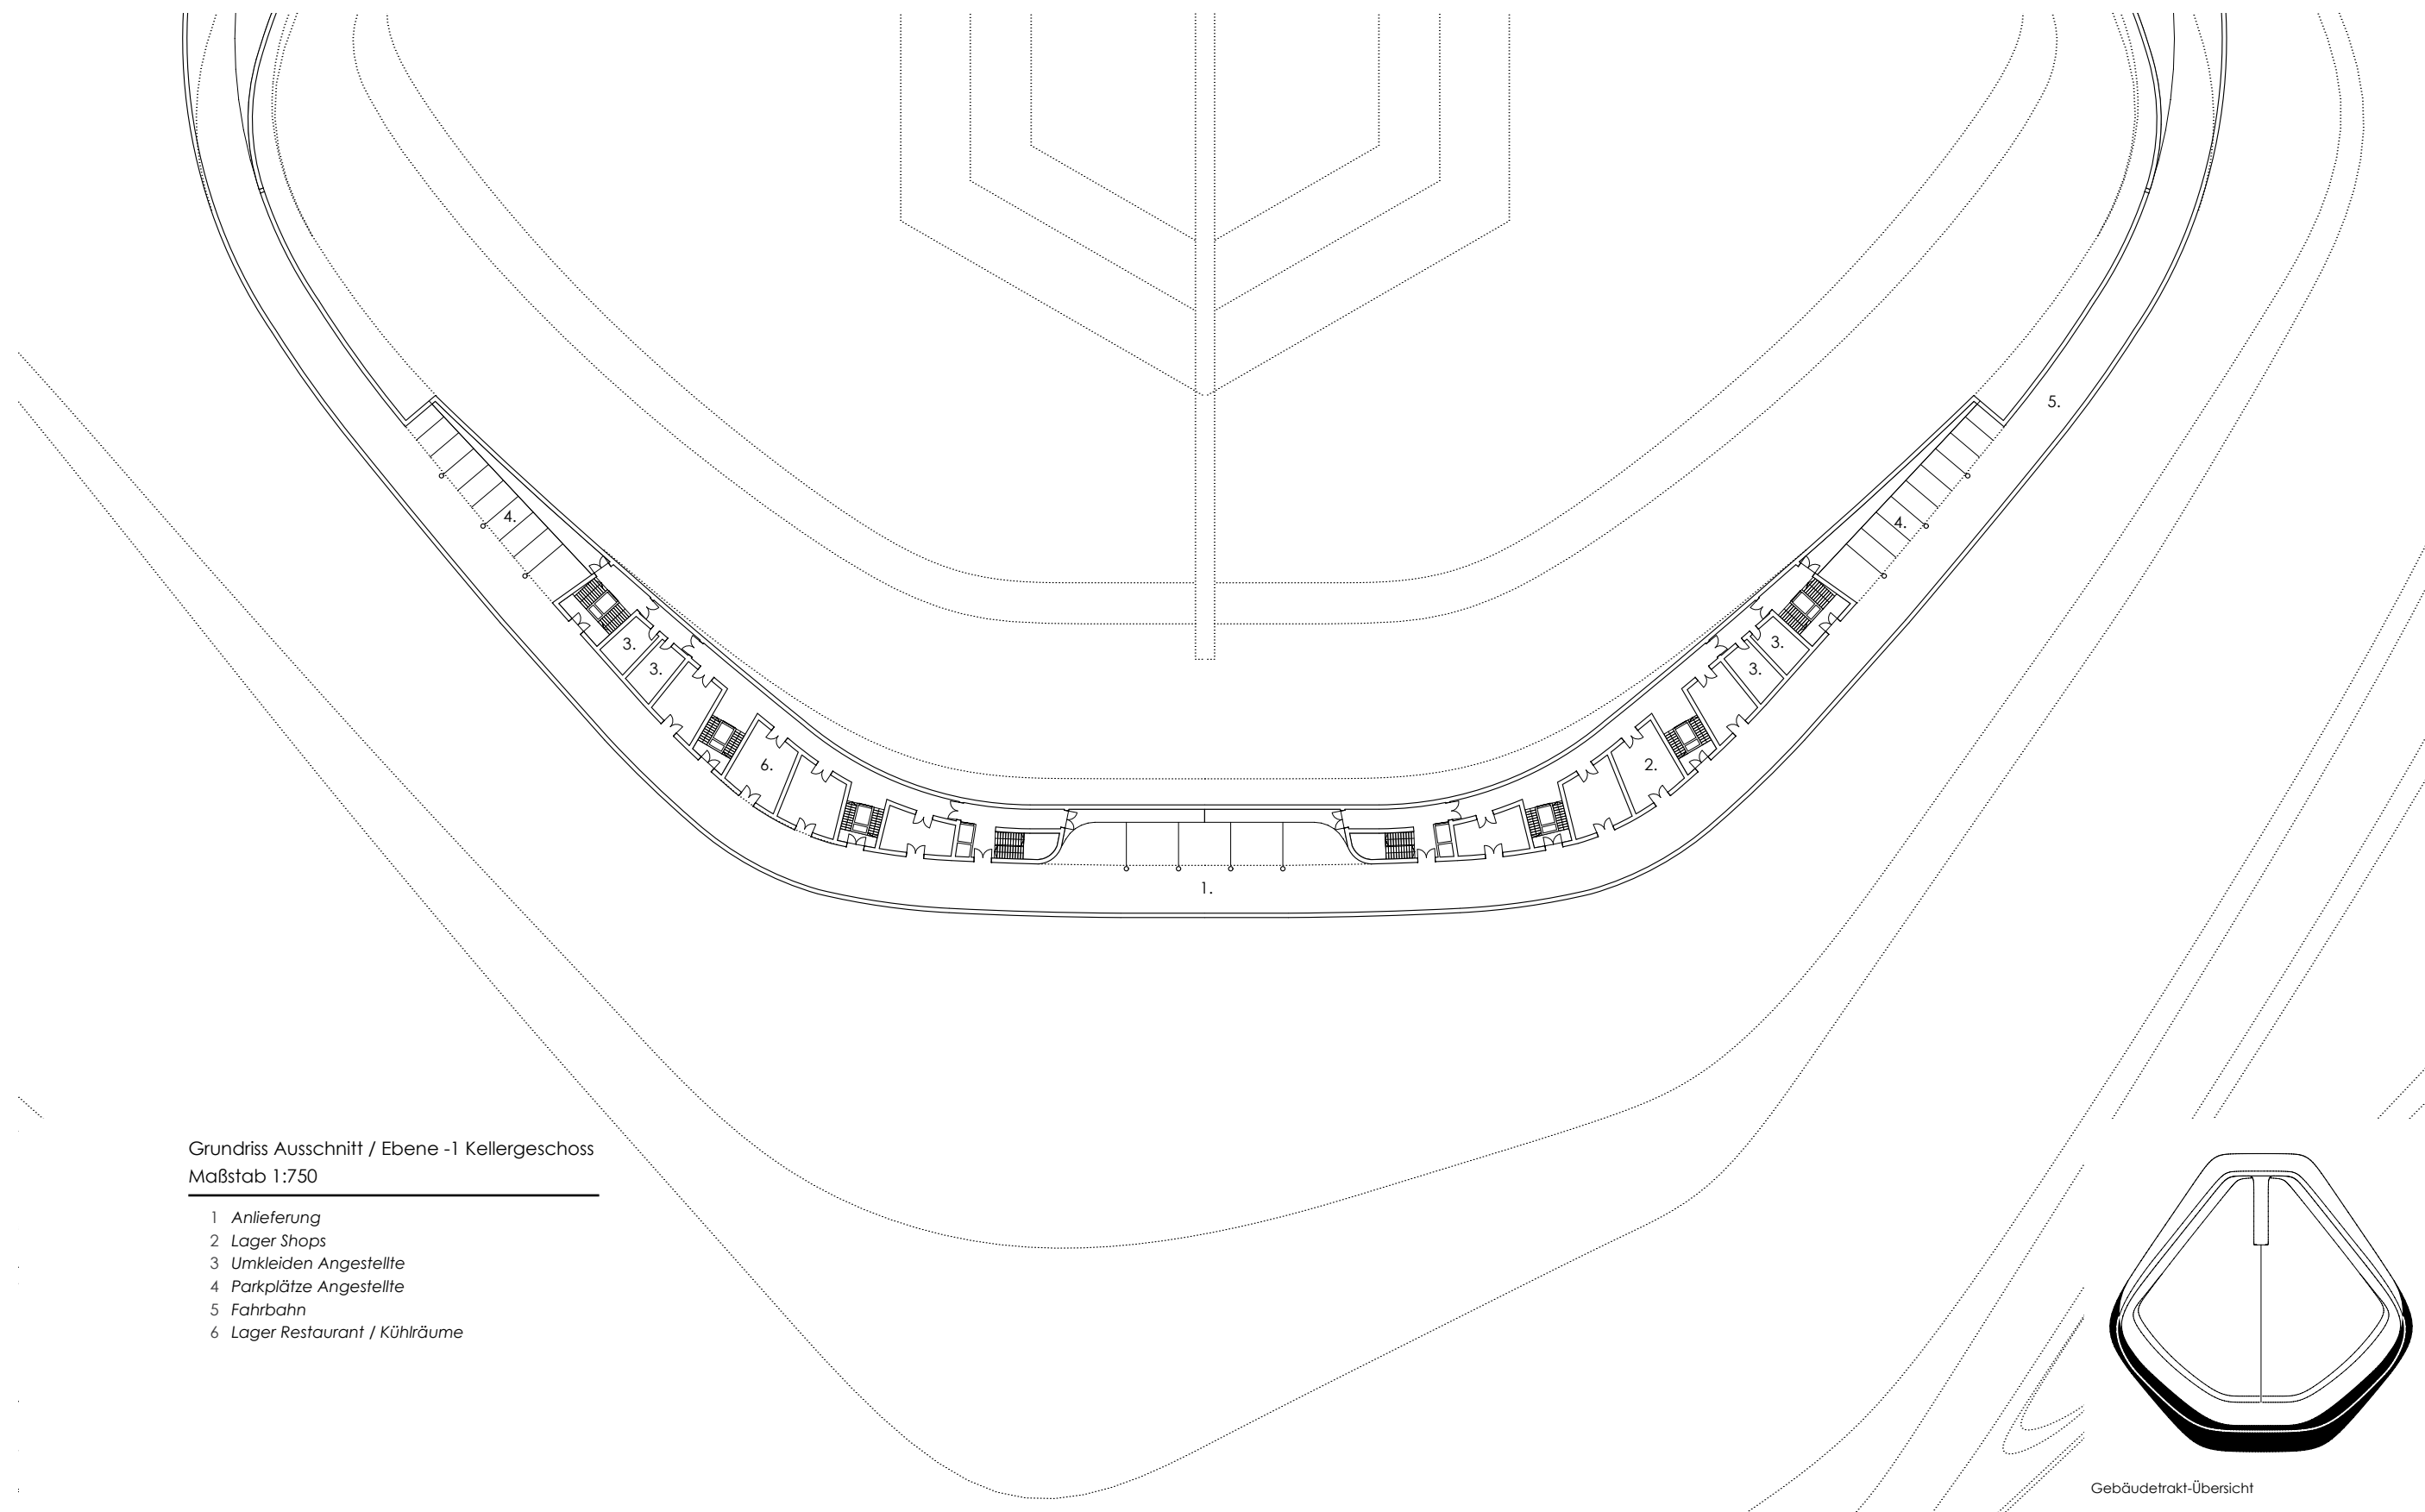 5.
4.
4.
3.
3.
3.
3.
6.
2.
1.
Grundriss Ausschnitt / Ebene -1 Kellergeschoss
Maßstab 1:750
1 Anlieferung
2 Lager Shops
3 Umkleiden Angestellte
4 Parkplätze Angestellte
5 Fahrbahn
6 Lager Restaurant / Kühlräume
Gebäudetrakt-Übersicht